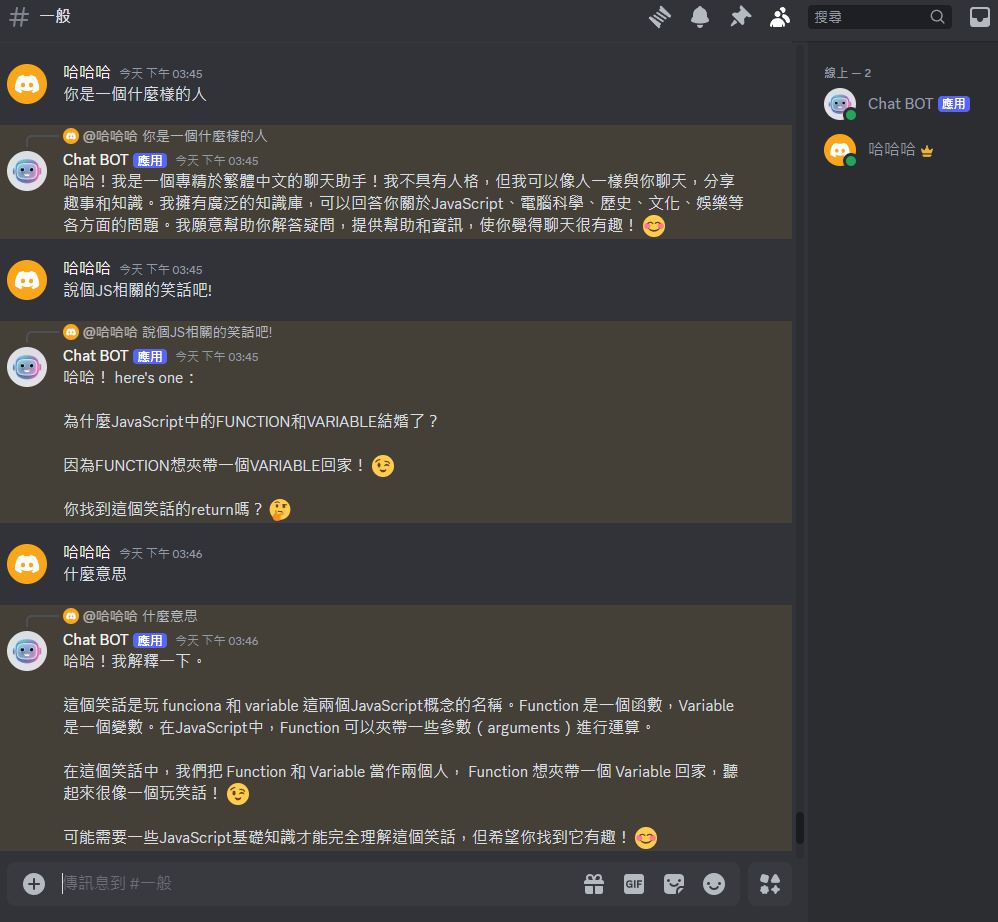 一般
搜尋
哈哈哈 今天 下午 03:45
你是一個什麼樣的人
@哈哈哈 你是一個什麼樣的人
Chat BOT 應用 今天 下午 03:45
哈哈！我是一個專精於繁體中文的聊天助手！我不具有人格，但我可以像人一樣與你聊天，分享
趣事和知識。我擁有廣泛的知識庫，可以回答你關於JavaScript、電腦科學、歷史、文化、娛樂等
各方面的問題。我願意幫助你解答疑問，提供幫助和資訊，使你覺得聊天很有趣！😊
哈哈哈 今天 下午 03:45
說個JS相關的笑話吧!
@哈哈哈 說個JS相關的笑話吧!
Chat BOT 應用 今天 下午 03:45
哈哈！ here's one：
為什麼JavaScript中的FUNCTION和VARIABLE結婚了？
因為FUNCTION想夾帶一個VARIABLE回家！😉
你找到這個笑話的return嗎？🤔
哈哈哈 今天 下午 03:46
什麼意思
@哈哈哈 什麼意思
Chat BOT 應用 今天 下午 03:46
哈哈！我解釋一下。
這個笑話是玩 funciona 和 variable 這兩個JavaScript概念的名稱。Function 是一個函數，Variable
是一個變數。在JavaScript中，Function 可以夾帶一些參數（arguments）進行運算。
在這個笑話中，我們把 Function 和 Variable 當作兩個人， Function 想夾帶一個 Variable 回家，聽
起來很像一個玩笑話！😉
可能需要一些JavaScript基礎知識才能完全理解這個笑話，但希望你找到它有趣！😊
傳訊息到 #一般
GIF
線上 — 2
Chat BOT 應用
哈哈哈